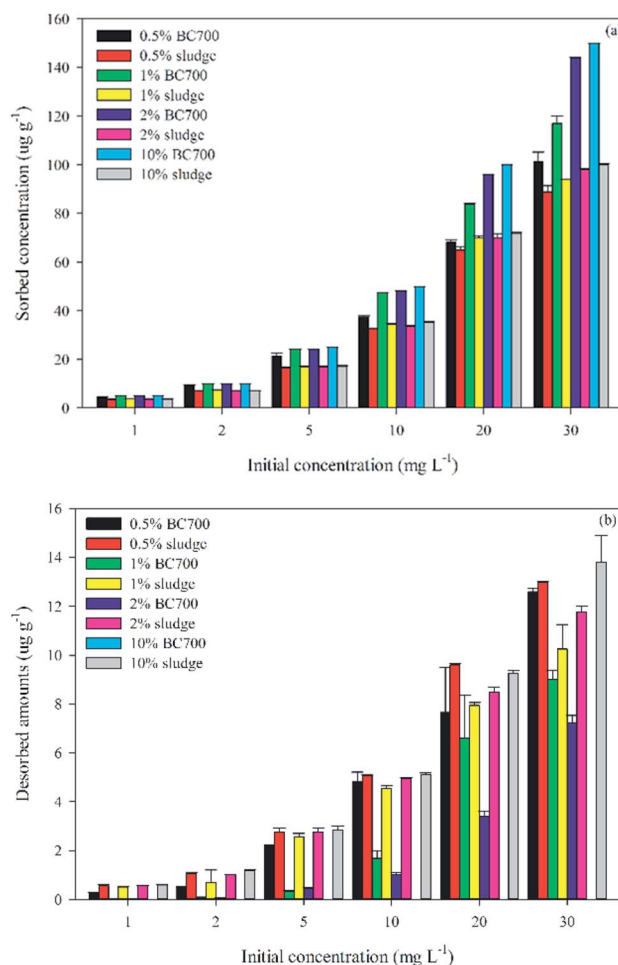 (a)
0.5% BC700
0.5% sludge
1% BC700
1% sludge
2% BC700
2% sludge
10% BC700
10% sludge
Sorbed concentration (ug g-1)
160
140
120
100
80
60
40
20
0
1 2 5 10 20 30
Initial concentration (mg L-1)
(b)
0.5% BC700
0.5% sludge
1% BC700
1% sludge
2% BC700
2% sludge
10% BC700
10% sludge
Desorbed amounts (ug g-1)
16
14
12
10
8
6
4
2
0
1 2 5 10 20 30
Initial concentration (mg L-1)